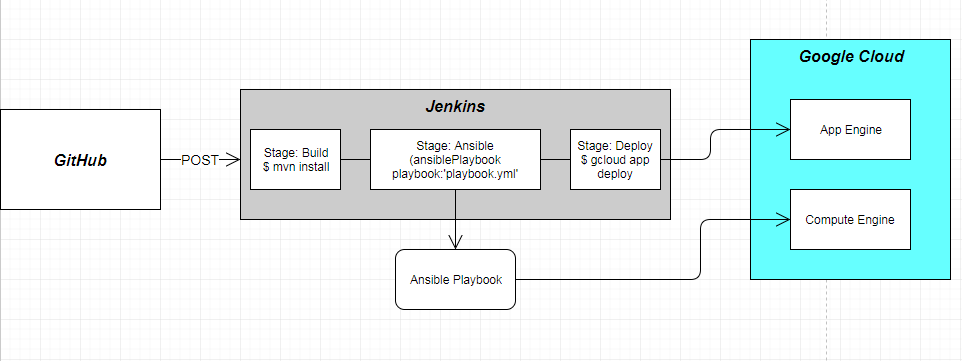 Google Cloud
Jenkins
GitHub
POST
Stage: Build
$ mvn install
Stage: Ansible
(ansiblePlaybook
playbook:'playbook.yml'
Stage: Deploy
$ gcloud app
deploy
App Engine
Compute Engine
Ansible Playbook